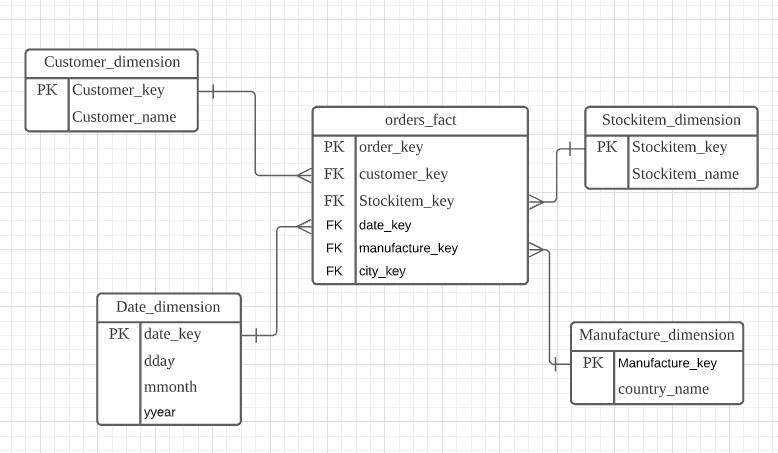 Customer_dimension
PK Customer_key
Customer_name
orders_fact
PK order_key
FK customer_key
FK Stockitem_key
FK date_key
FK manufacture_key
FK city_key
Stockitem_dimension
PK Stockitem_key
Stockitem_name
Date_dimension
PK date_key
dday
mmonth
yyear
Manufacture_dimension
PK Manufacture_key
country_name